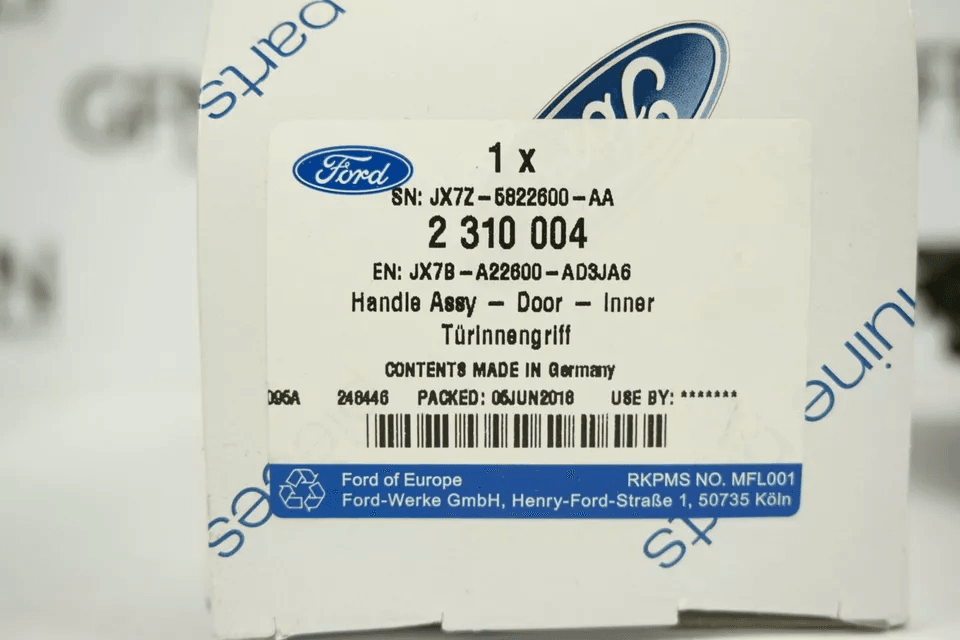 parts
Ford
1 x
SN: JX7Z-5822600-AA
2 310 004
EN: JX7B-A22600-AD3JA6
Handle Assy - Door - Inner
Türinnengriff
CONTENTS MADE IN Germany
095A 248446 PACKED: 05JUN2018 USE BY: *******
Ford of Europe RKPMS NO. MFL001
Ford-Werke GmbH, Henry-Ford-Straße 1, 50735 Köln